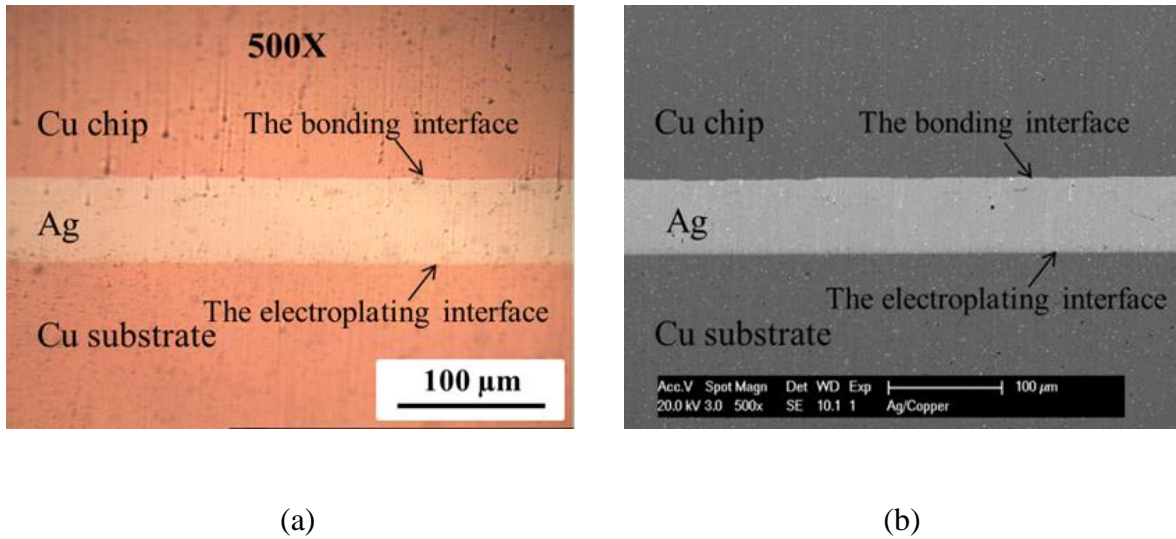 500X
Cu chip
The bonding interface
Ag
The electroplating interface
Cu substrate
100 µm
(a)
Cu chip
The bonding interface
Ag
The electroplating interface
Cu substrate
Acc.V Spot Magn Det WD Exp 100 µm
20.0 kV 3.0 500x SE 10.1 1 Ag/Copper
(b)